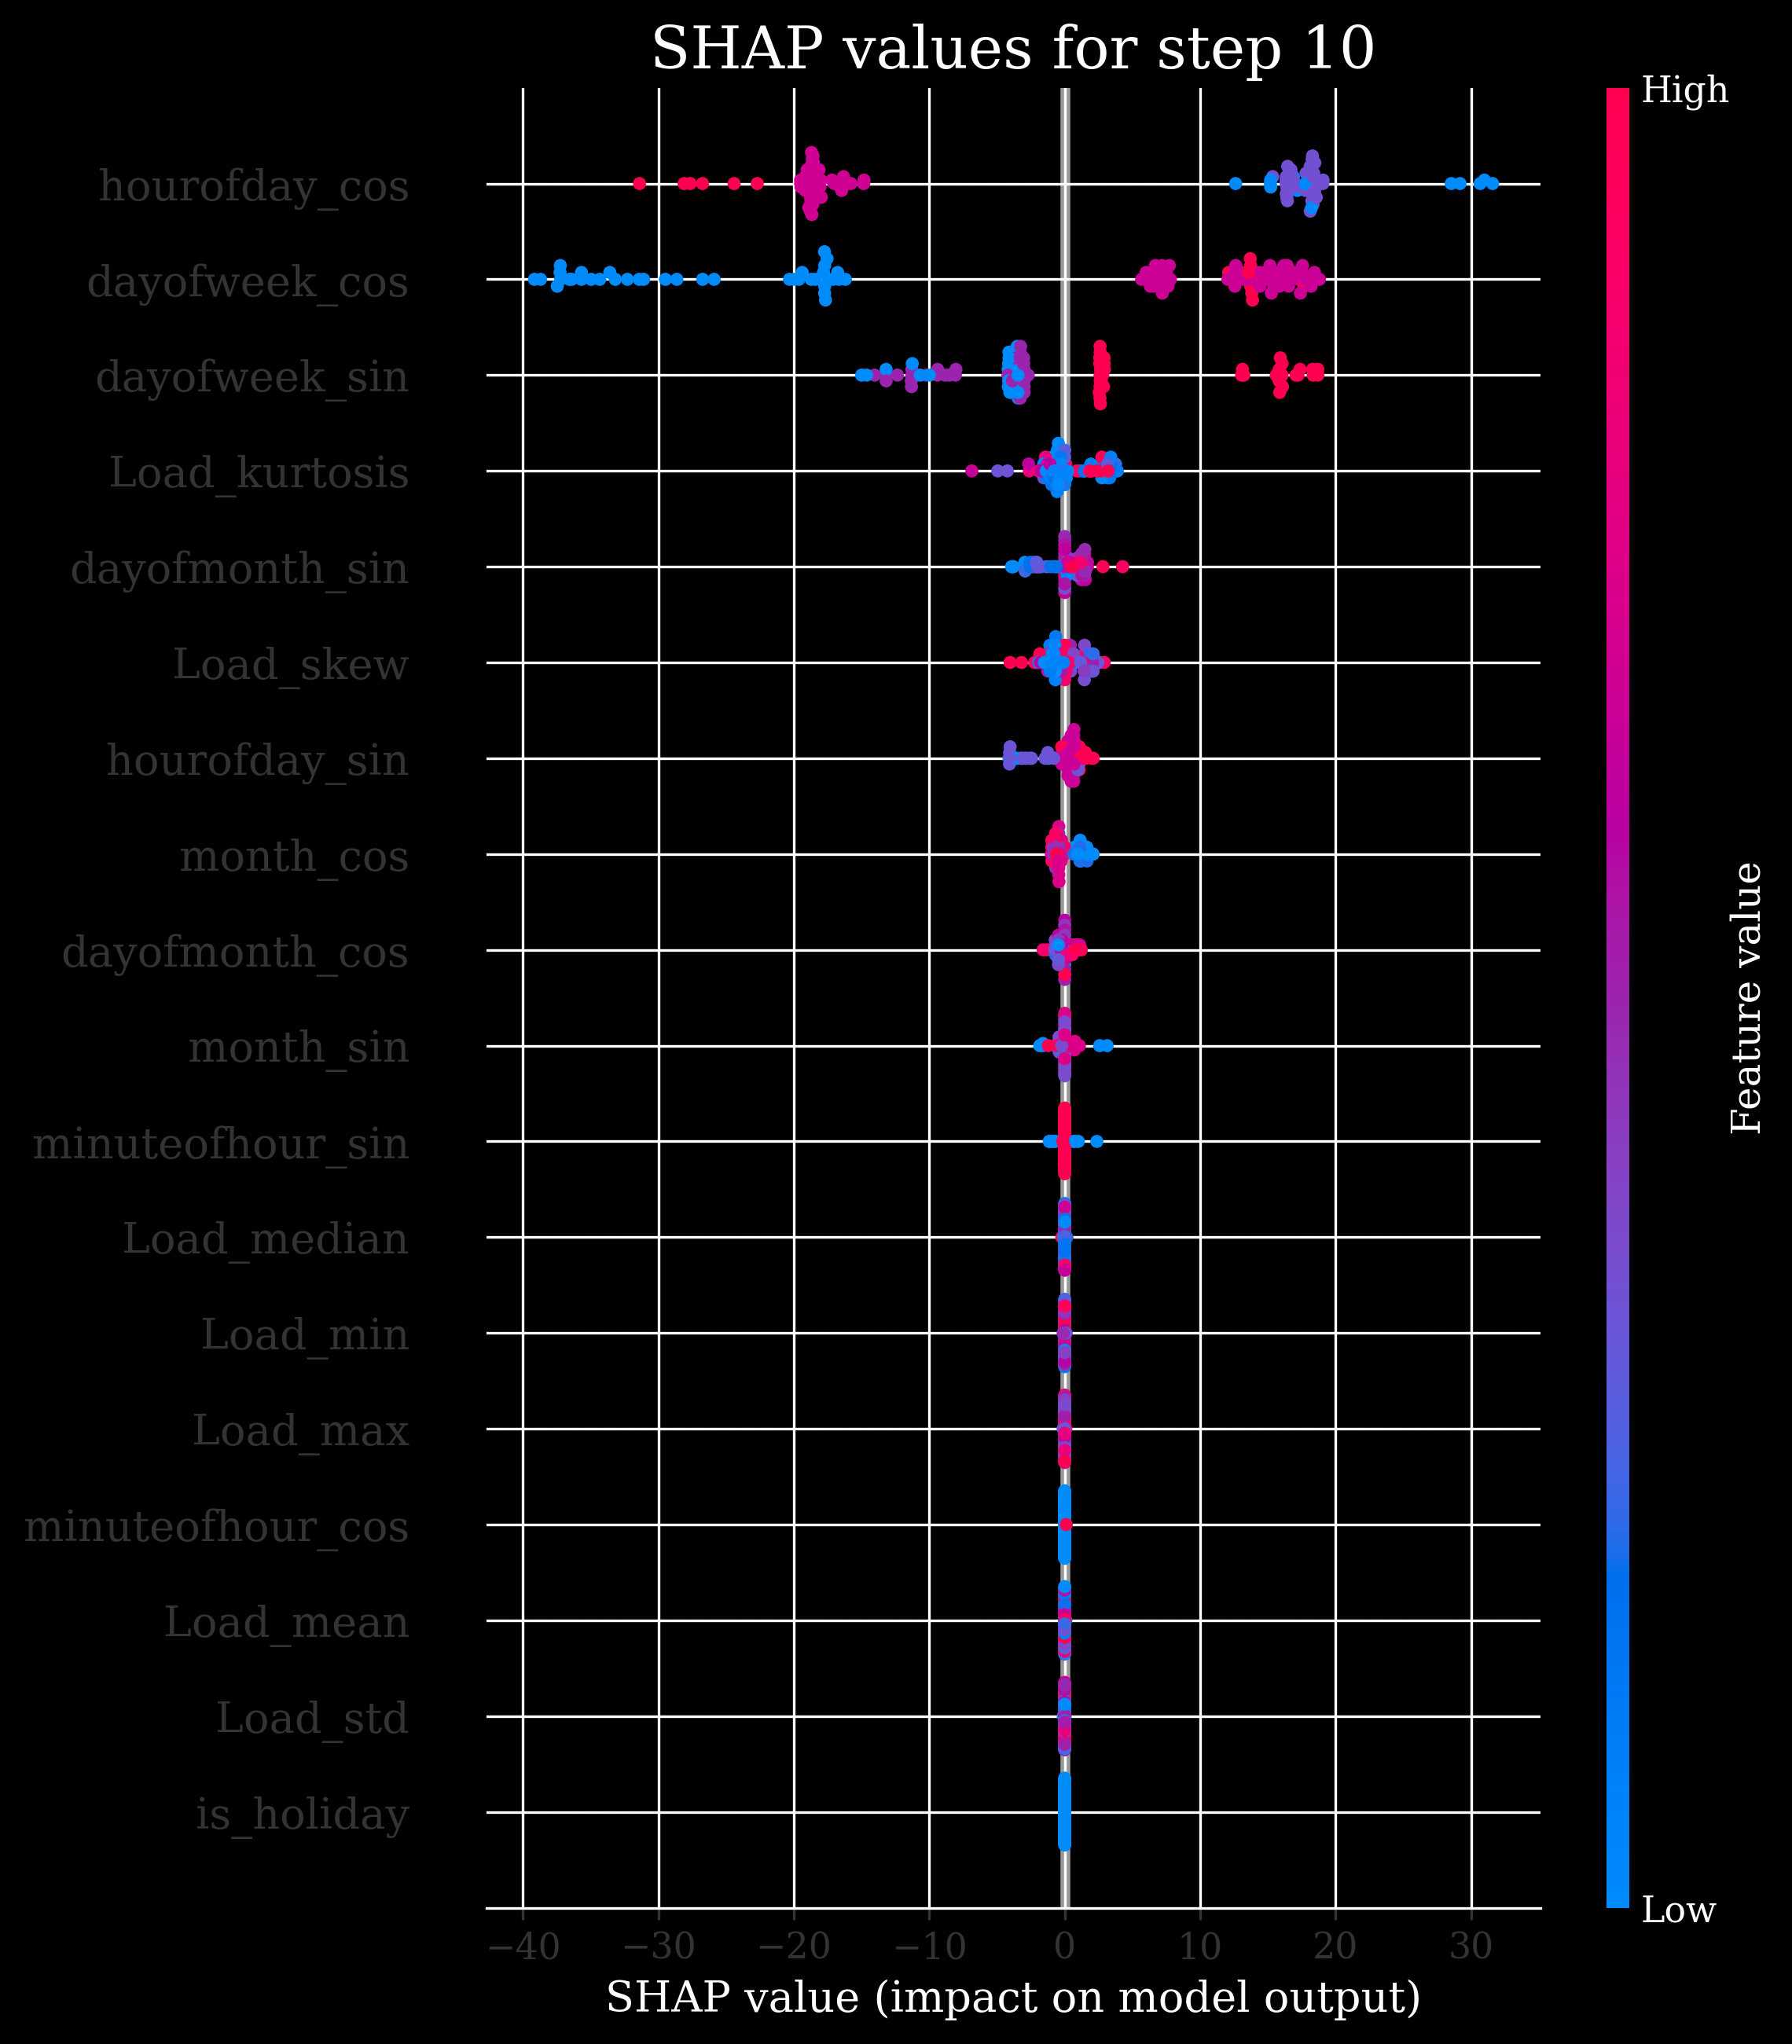 SHAP values for step 10
High
hourofday_cos
dayofweek_cos
dayofweek_sin
Load_kurtosis
dayofmonth_sin
Load_skew
hourofday_sin
month_cos
dayofmonth_cos
month_sin
minuteofhour_sin
Load_median
Load_min
Load_max
minuteofhour_cos
Load_mean
Load_std
is_holiday
Feature value
Low
−40 −30 −20 −10 0 10 20 30
SHAP value (impact on model output)